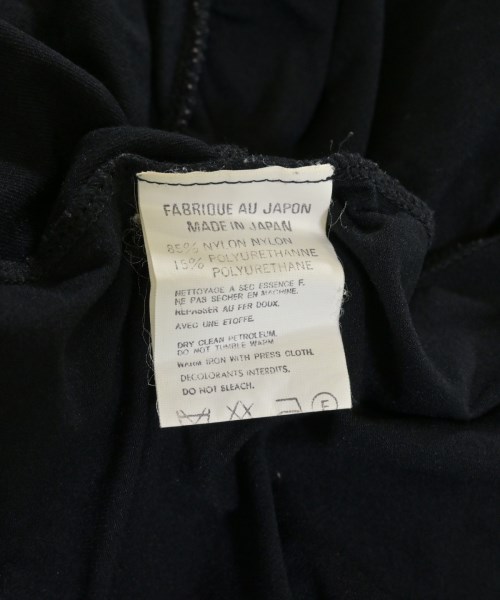 FABRIQUE AU JAPON
MADE IN JAPAN
85% NYLON NYLON
15% POLYURETHANNE
POLYURETHANE
NETTOYAGE A SEC ESSENCE F.
NE PAS SECHER EN MACHINE.
REPASSER AU FER DOUX.
AVEC UNE ETOFFE.
DRY CLEAN PETROLEUM.
DO NOT TUMBLE WARM.
WARM IRON WITH PRESS CLOTH.
DECOLORANTS INTERDITS.
DO NOT BLEACH.
F